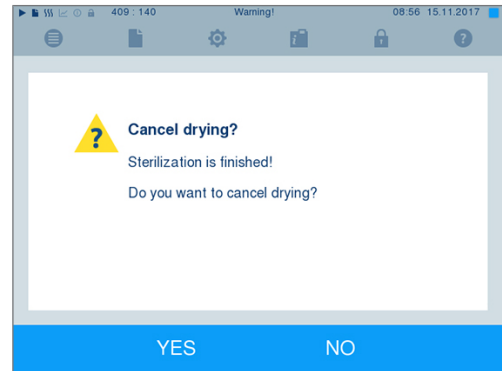 409 : 140 Warning! 08:56 15.11.2017
Cancel drying?
Sterilization is finished!
Do you want to cancel drying?
YES NO